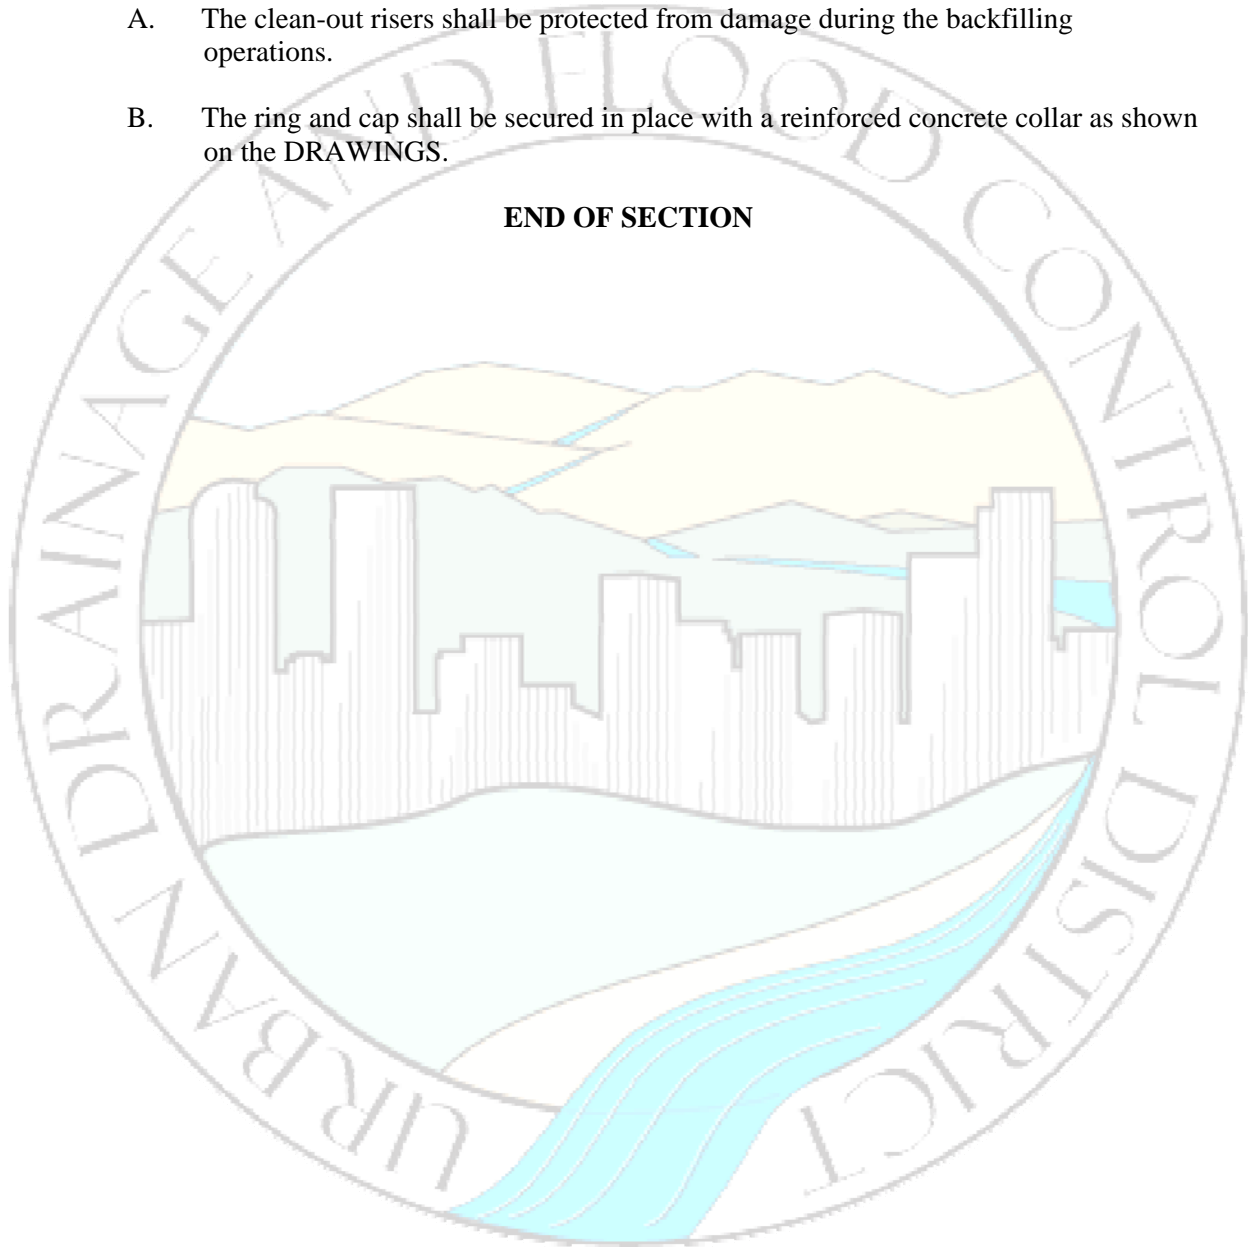 A. The clean-out risers shall be protected from damage during the backfilling
operations.
B. The ring and cap shall be secured in place with a reinforced concrete collar as shown
on the DRAWINGS.
END OF SECTION
URBAN DRAINAGE AND FLOOD CONTROL DISTRICT